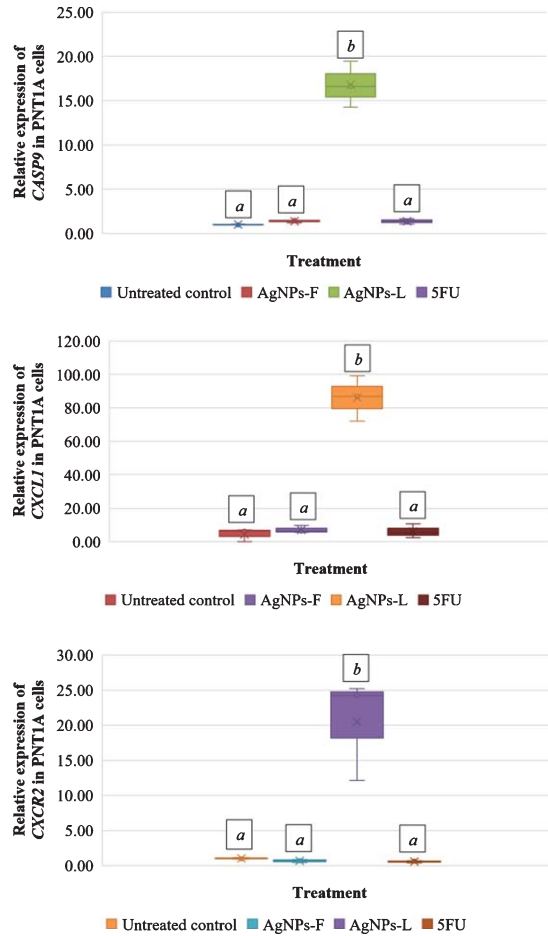 Relative expression of
CASP9 in PNT1A cells
25.00
20.00
15.00
10.00
5.00
0.00
a
a
b
a
Treatment
Untreated control AgNPs-F AgNPs-L 5FU
Relative expression of
CXCL1 in PNT1A cells
120.00
100.00
80.00
60.00
40.00
20.00
0.00
a
a
b
a
Treatment
Untreated control AgNPs-F AgNPs-L 5FU
Relative expression of
CXCR2 in PNT1A cells
30.00
25.00
20.00
15.00
10.00
5.00
0.00
a
a
b
a
Treatment
Untreated control AgNPs-F AgNPs-L 5FU